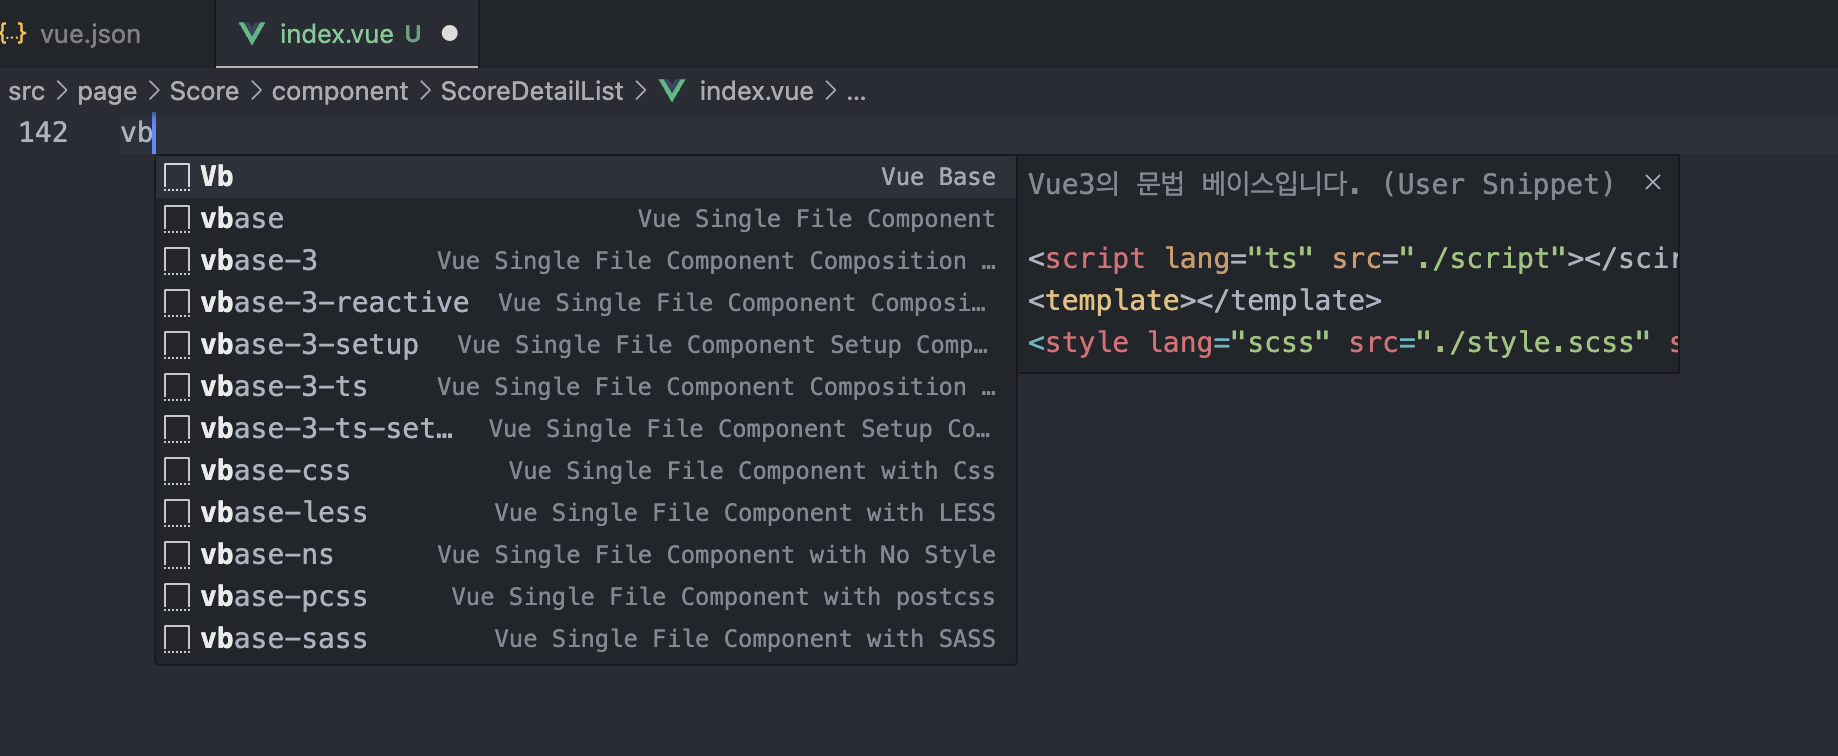 {..} vue.json index.vue U
src > page > Score > component > ScoreDetailList > index.vue > ...
142 vb
Vb Vue Base
vbase Vue Single File Component
vbase-3 Vue Single File Component Composition …
vbase-3-reactive Vue Single File Component Composi…
vbase-3-setup Vue Single File Component Setup Comp…
vbase-3-ts Vue Single File Component Composition …
vbase-3-ts-set… Vue Single File Component Setup Co…
vbase-css Vue Single File Component with Css
vbase-less Vue Single File Component with LESS
vbase-ns Vue Single File Component with No Style
vbase-pcss Vue Single File Component with postcss
vbase-sass Vue Single File Component with SASS
Vue3의 문법 베이스입니다. (User Snippet) ×
<script lang="ts" src="./script"></scir
<template></template>
<style lang="scss" src="./style.scss" s